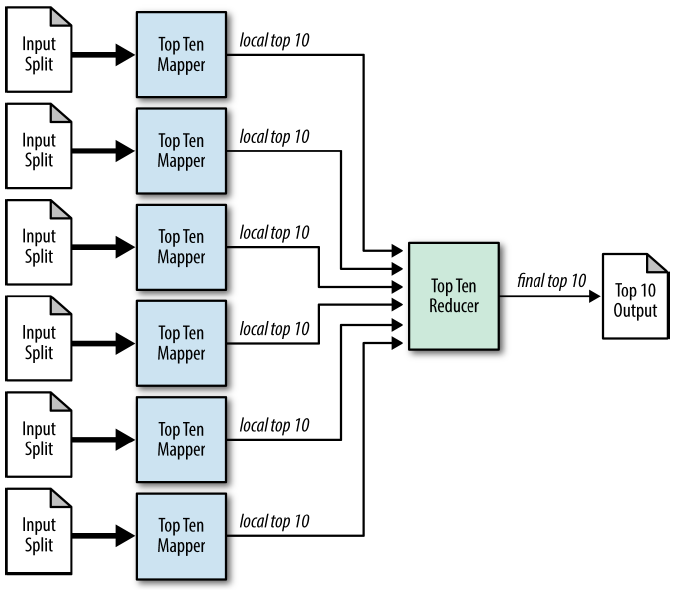 Input
Split
Top Ten
Mapper
local top 10
Input
Split
Top Ten
Mapper
local top 10
Input
Split
Top Ten
Mapper
local top 10
Input
Split
Top Ten
Mapper
local top 10
Input
Split
Top Ten
Mapper
local top 10
Input
Split
Top Ten
Mapper
local top 10
Top Ten
Reducer
final top 10
Top 10
Output